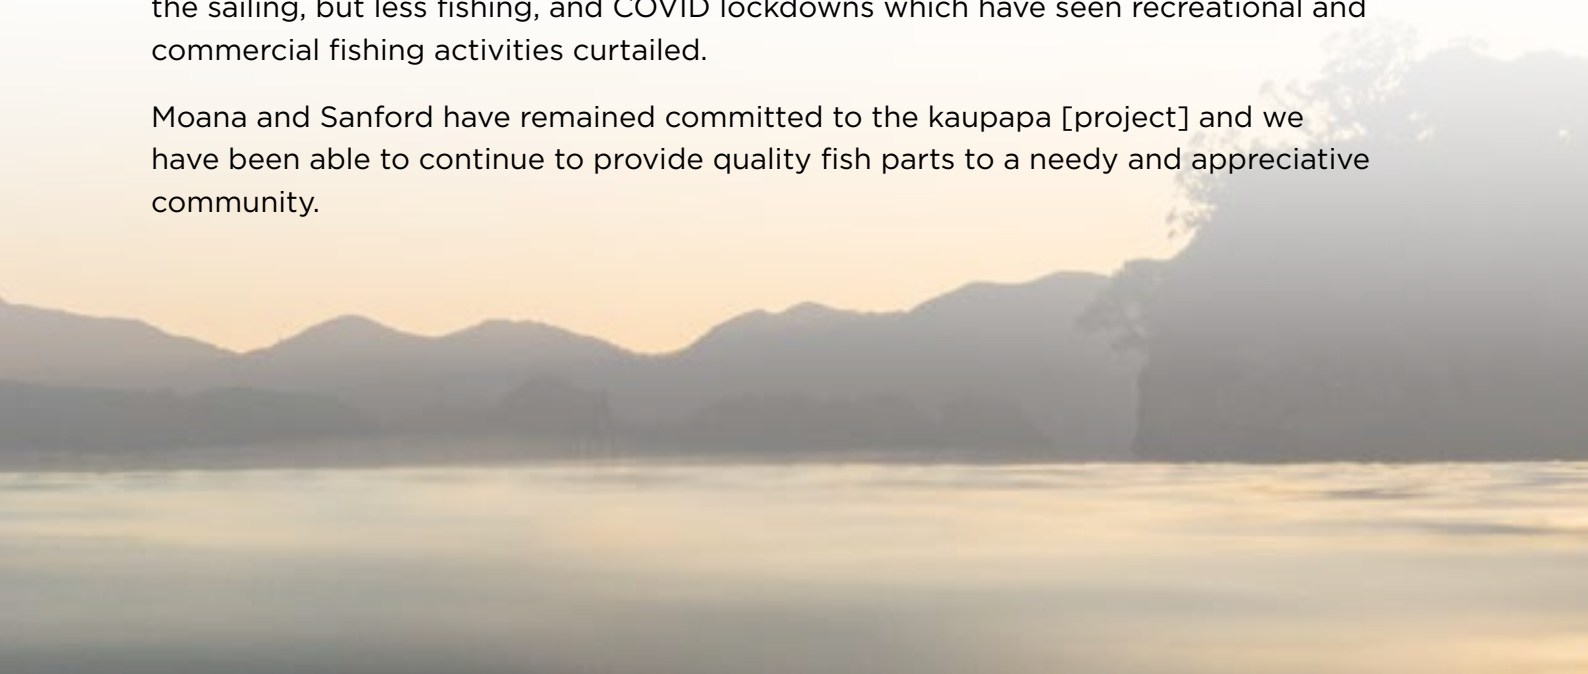 the sailing, but less fishing, and COVID lockdowns which have seen recreational and
commercial fishing activities curtailed.
Moana and Sanford have remained committed to the kaupapa [project] and we
have been able to continue to provide quality fish parts to a needy and appreciative
community.